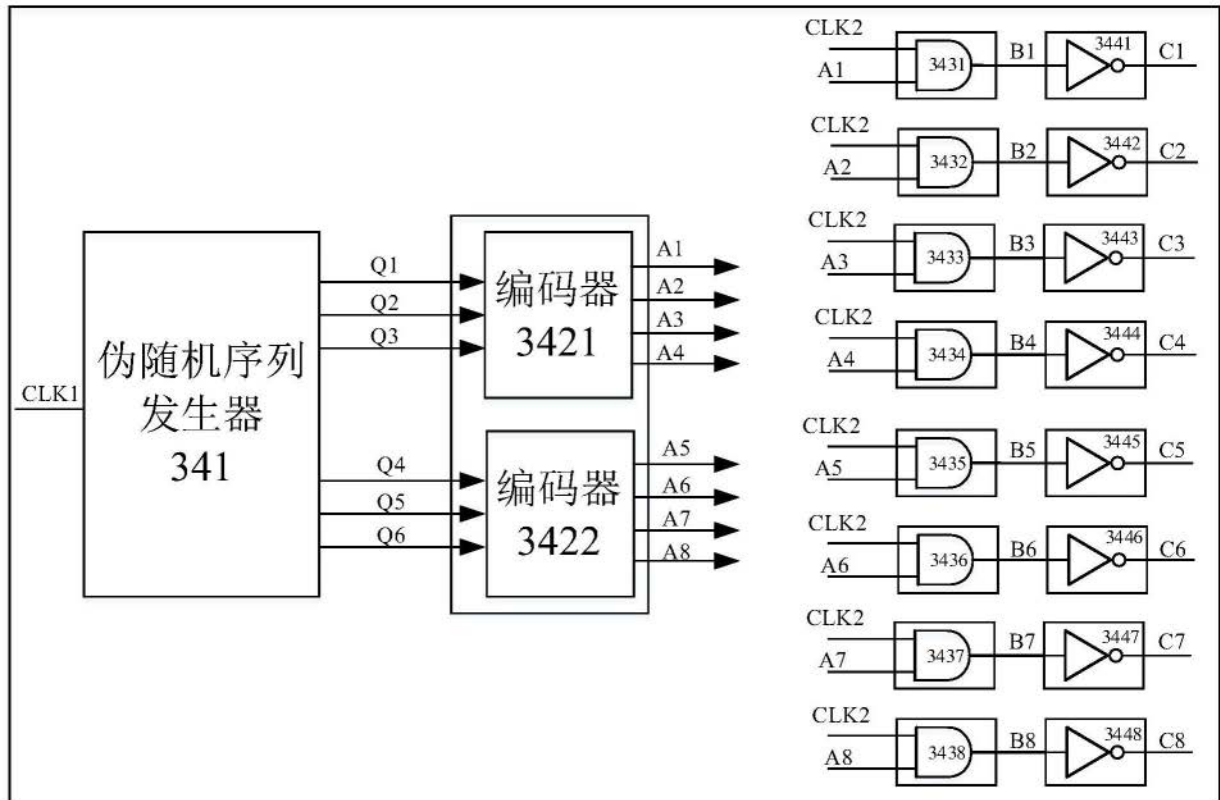 CLK1
伪随机序列
发生器
341
Q1
Q2
Q3
Q4
Q5
Q6
编码器
3421
A1
A2
A3
A4
编码器
3422
A5
A6
A7
A8
CLK2
A1
3431
B1
3441
C1
CLK2
A2
3432
B2
3442
C2
CLK2
A3
3433
B3
3443
C3
CLK2
A4
3434
B4
3444
C4
CLK2
A5
3435
B5
3445
C5
CLK2
A6
3436
B6
3446
C6
CLK2
A7
3437
B7
3447
C7
CLK2
A8
3438
B8
3448
C8